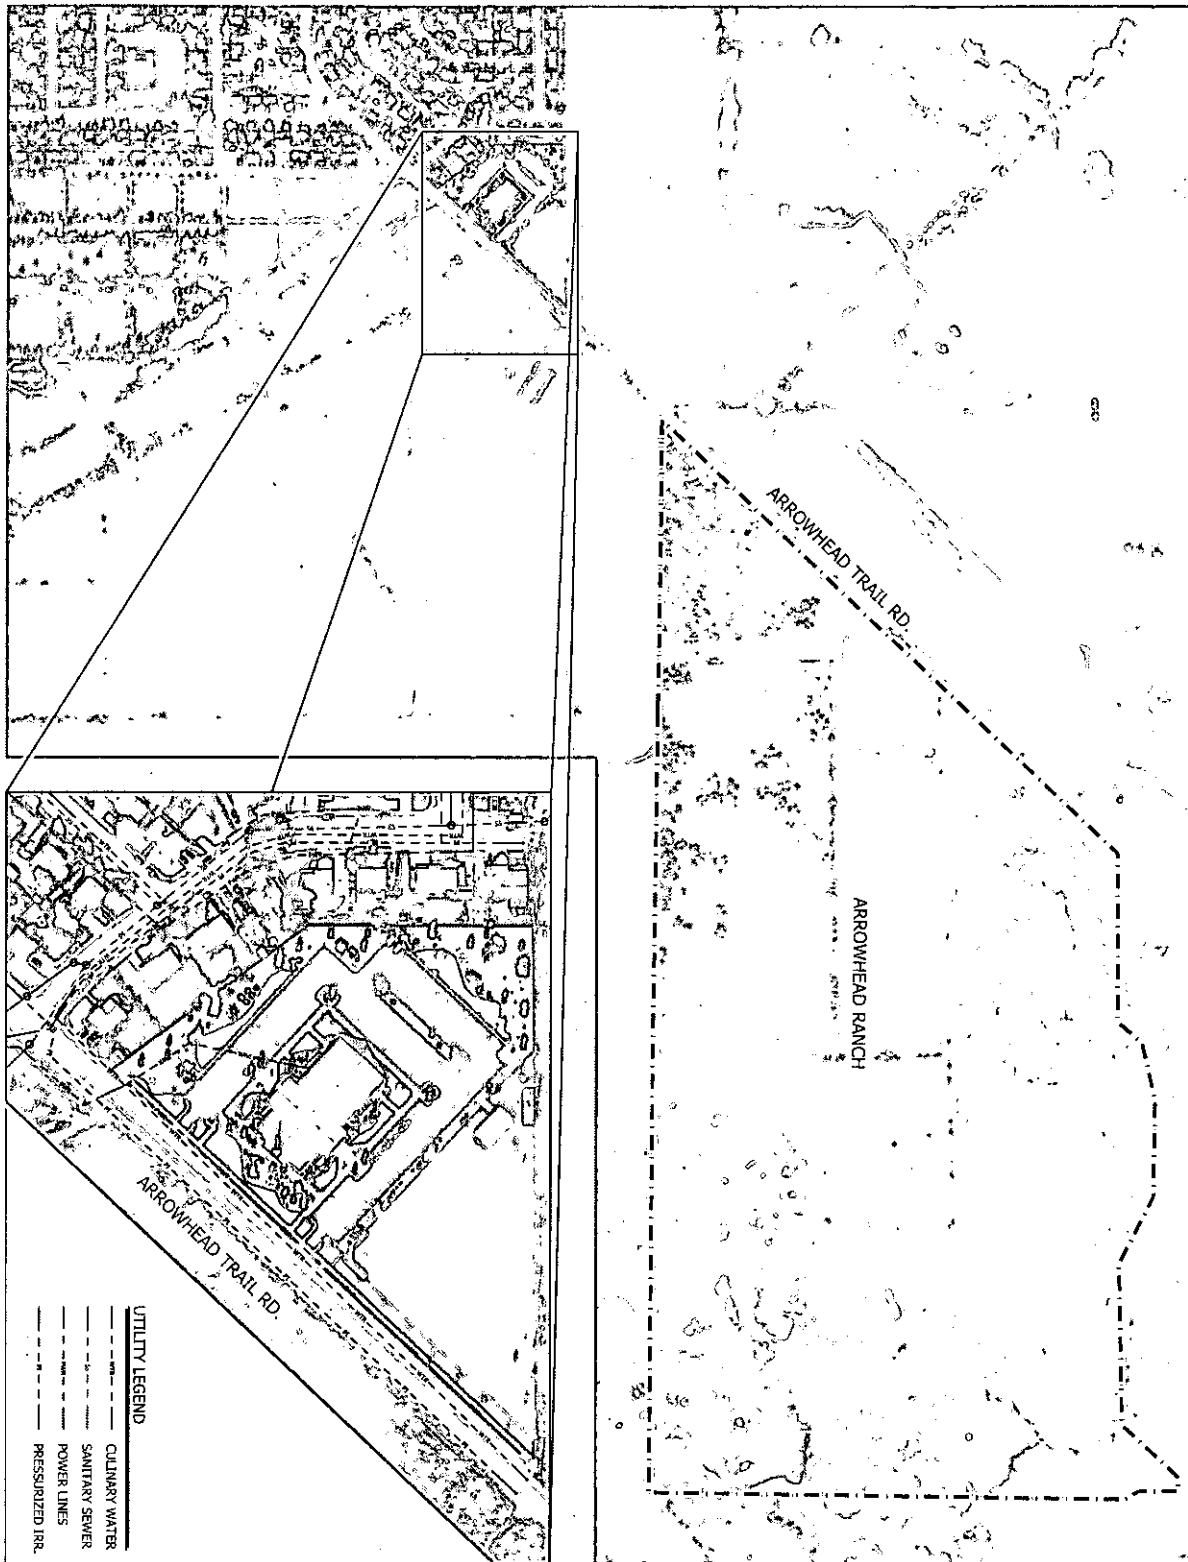 ARROWHEAD TRAIL RD.
ARROWHEAD RANCH
ARROWHEAD TRAIL RD.
UTILITY LEGEND
CULINARY WATER
SANITARY SEWER
POWER LINES
PRESSURIZED IRR.